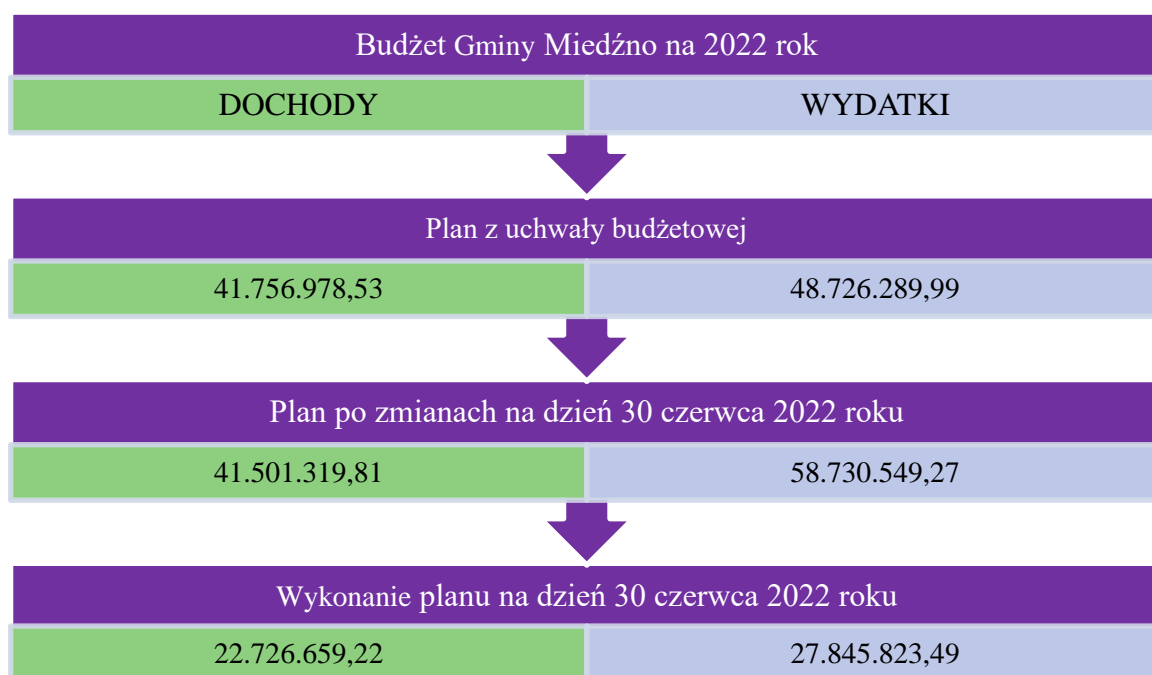 Budżet Gminy Miedźno na 2022 rok
DOCHODY WYDATKI
Plan z uchwały budżetowej
41.756.978,53 48.726.289,99
Plan po zmianach na dzień 30 czerwca 2022 roku
41.501.319,81 58.730.549,27
Wykonanie planu na dzień 30 czerwca 2022 roku
22.726.659,22 27.845.823,49